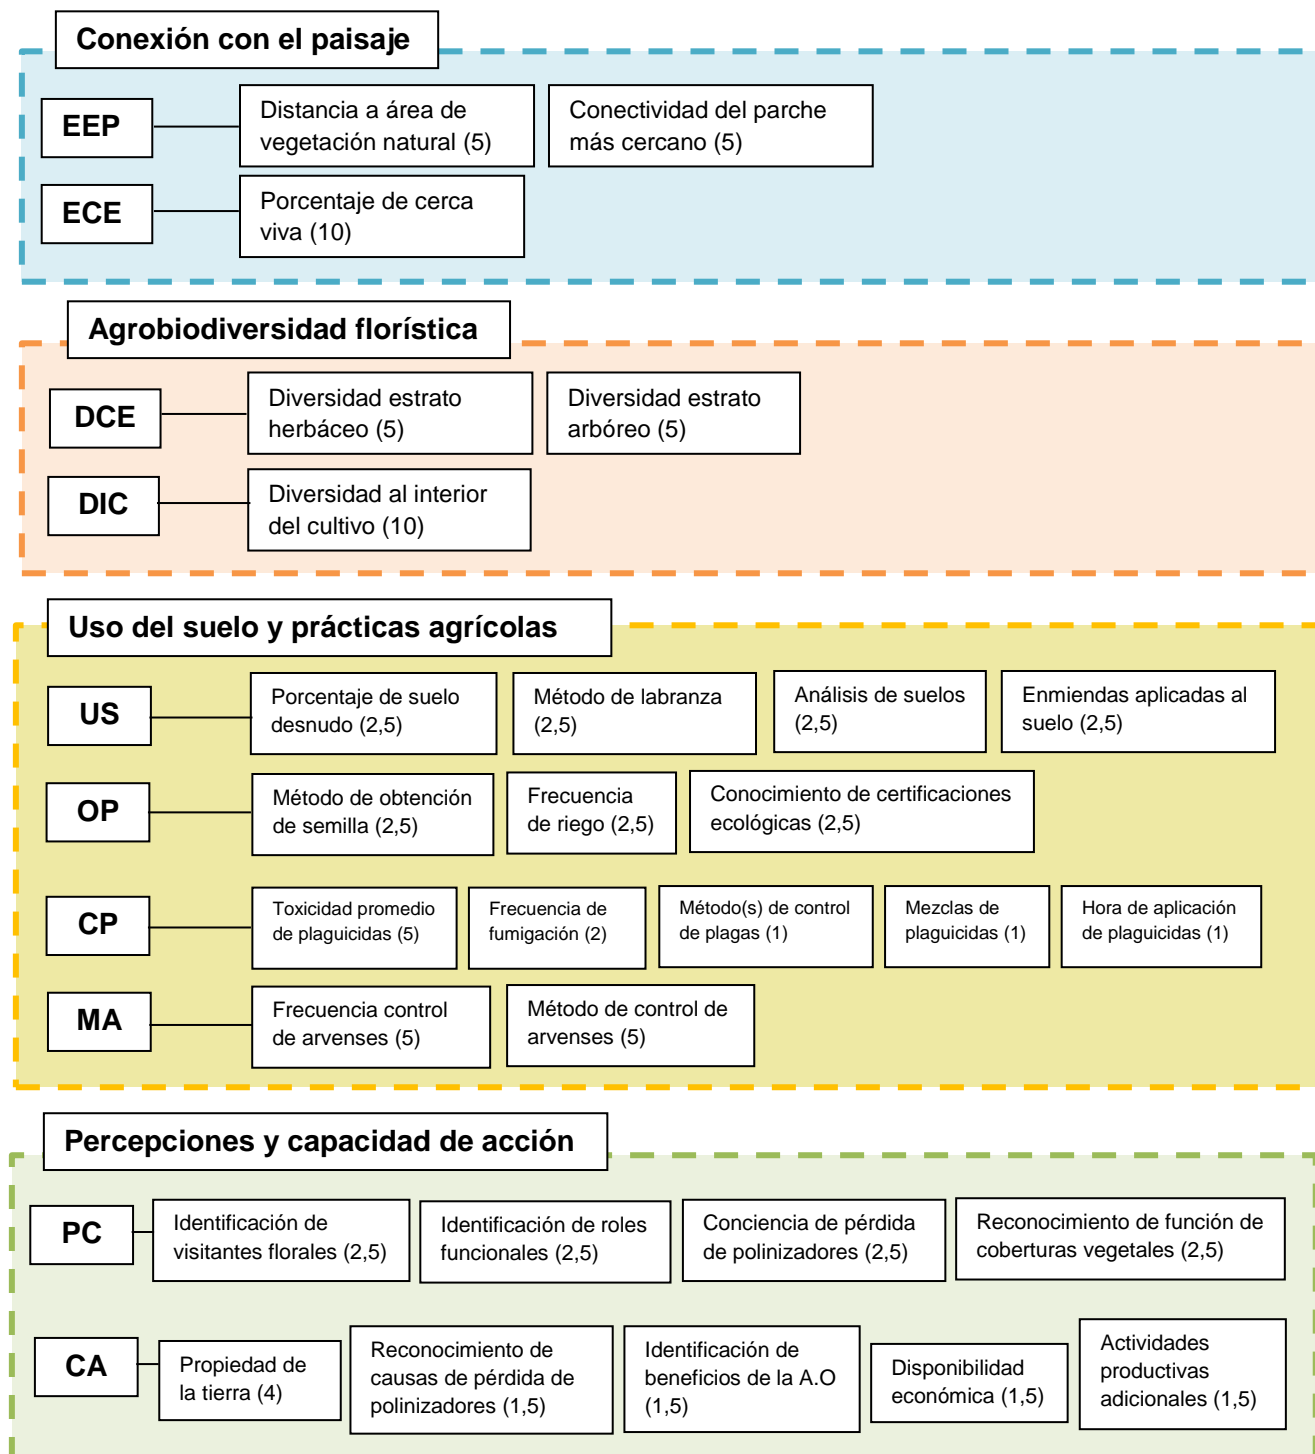 Conexión con el paisaje
EEP
Distancia a área de
vegetación natural (5)
Conectividad del parche
más cercano (5)
ECE
Porcentaje de cerca
viva (10)
Agrobiodiversidad florística
DCE
Diversidad estrato
herbáceo (5)
Diversidad estrato
arbóreo (5)
DIC
Diversidad al interior
del cultivo (10)
Uso del suelo y prácticas agrícolas
US
Porcentaje de suelo
desnudo (2,5)
Método de labranza
(2,5)
Análisis de suelos
(2,5)
Enmiendas aplicadas al
suelo (2,5)
OP
Método de obtención
de semilla (2,5)
Frecuencia
de riego (2,5)
Conocimiento de certificaciones
ecológicas (2,5)
CP
Toxicidad promedio
de plaguicidas (5)
Frecuencia de
fumigación (2)
Método(s) de control
de plagas (1)
Mezclas de
plaguicidas (1)
Hora de aplicación
de plaguicidas (1)
MA
Frecuencia control
de arvenses (5)
Método de control de
arvenses (5)
Percepciones y capacidad de acción
PC
Identificación de
visitantes florales (2,5)
Identificación de roles
funcionales (2,5)
Conciencia de pérdida
de polinizadores (2,5)
Reconocimiento de función de
coberturas vegetales (2,5)
CA
Propiedad de
la tierra (4)
Reconocimiento de
causas de pérdida de
polinizadores (1,5)
Identificación de
beneficios de la A.O
(1,5)
Disponibilidad
económica (1,5)
Actividades
productivas
adicionales (1,5)